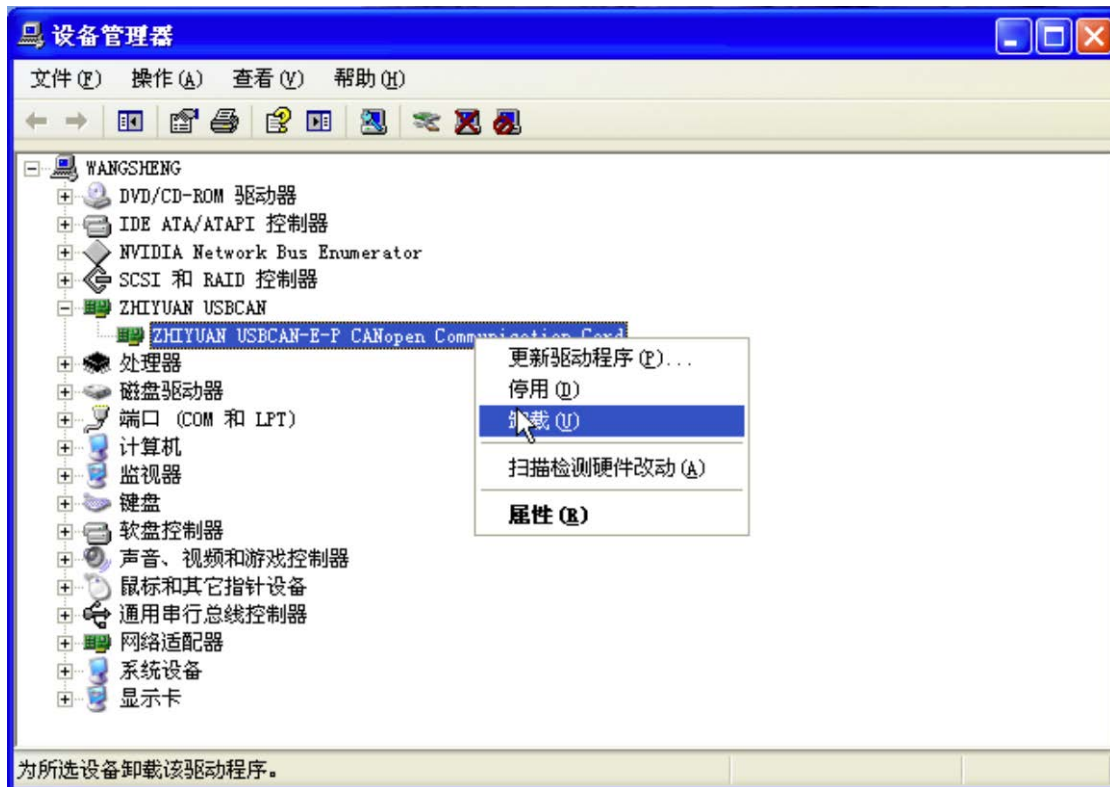 设备管理器
文件(F) 操作(A) 查看(V) 帮助(H)
WANGSHENG
DVD/CD-ROM 驱动器
IDE ATA/ATAPI 控制器
NVIDIA Network Bus Enumerator
SCSI 和 RAID 控制器
ZHIYUAN USBCAN
ZHIYUAN USBCAN-E-P CANopen Communication Card
处理器
磁盘驱动器
端口 (COM 和 LPT)
计算机
监视器
键盘
软盘控制器
声音、视频和游戏控制器
鼠标和其它指针设备
通用串行总线控制器
网络适配器
系统设备
显示卡
更新驱动程序(P)...
停用(D)
卸载(U)
扫描检测硬件改动(A)
属性(R)
为所选设备卸载该驱动程序。